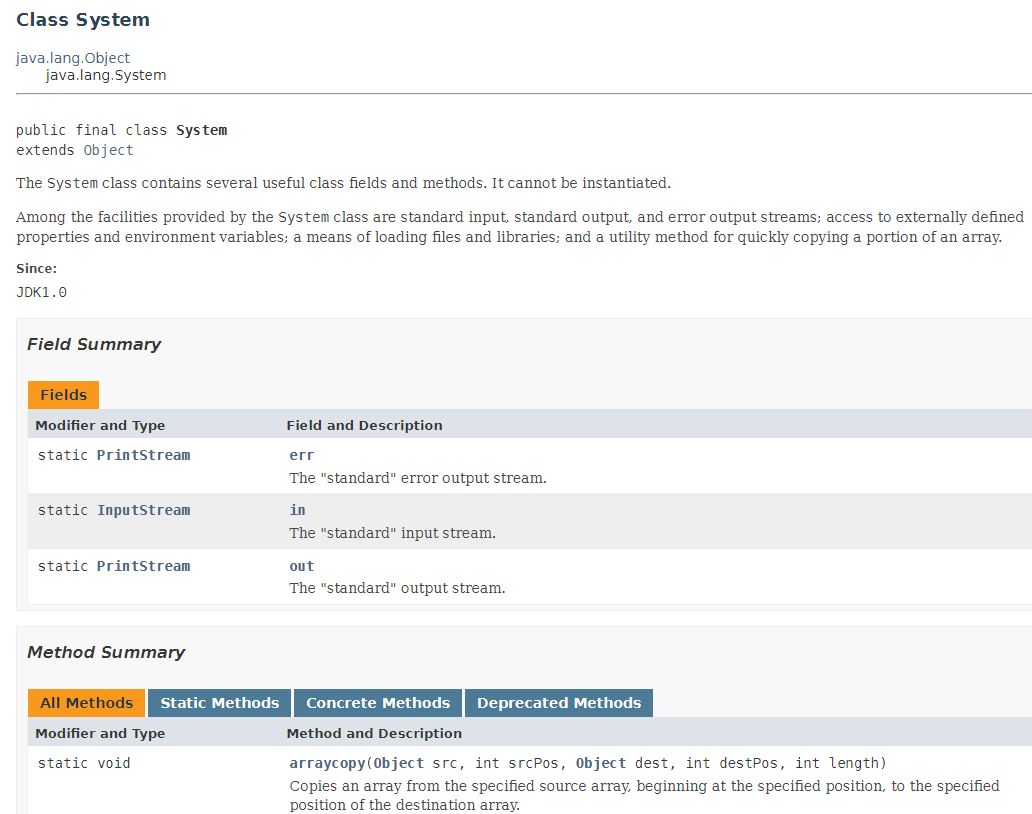 Class System
java.lang.Object
java.lang.System
public final class System
extends Object
The System class contains several useful class fields and methods. It cannot be instantiated.
Among the facilities provided by the System class are standard input, standard output, and error output streams; access to externally defined
properties and environment variables; a means of loading files and libraries; and a utility method for quickly copying a portion of an array.
Since:
JDK1.0
Field Summary
Fields
Modifier and Type Field and Description
static PrintStream err
The "standard" error output stream.
static InputStream in
The "standard" input stream.
static PrintStream out
The "standard" output stream.
Method Summary
All Methods Static Methods Concrete Methods Deprecated Methods
Modifier and Type Method and Description
static void arraycopy(Object src, int srcPos, Object dest, int destPos, int length)
Copies an array from the specified source array, beginning at the specified position, to the specified
position of the destination array.